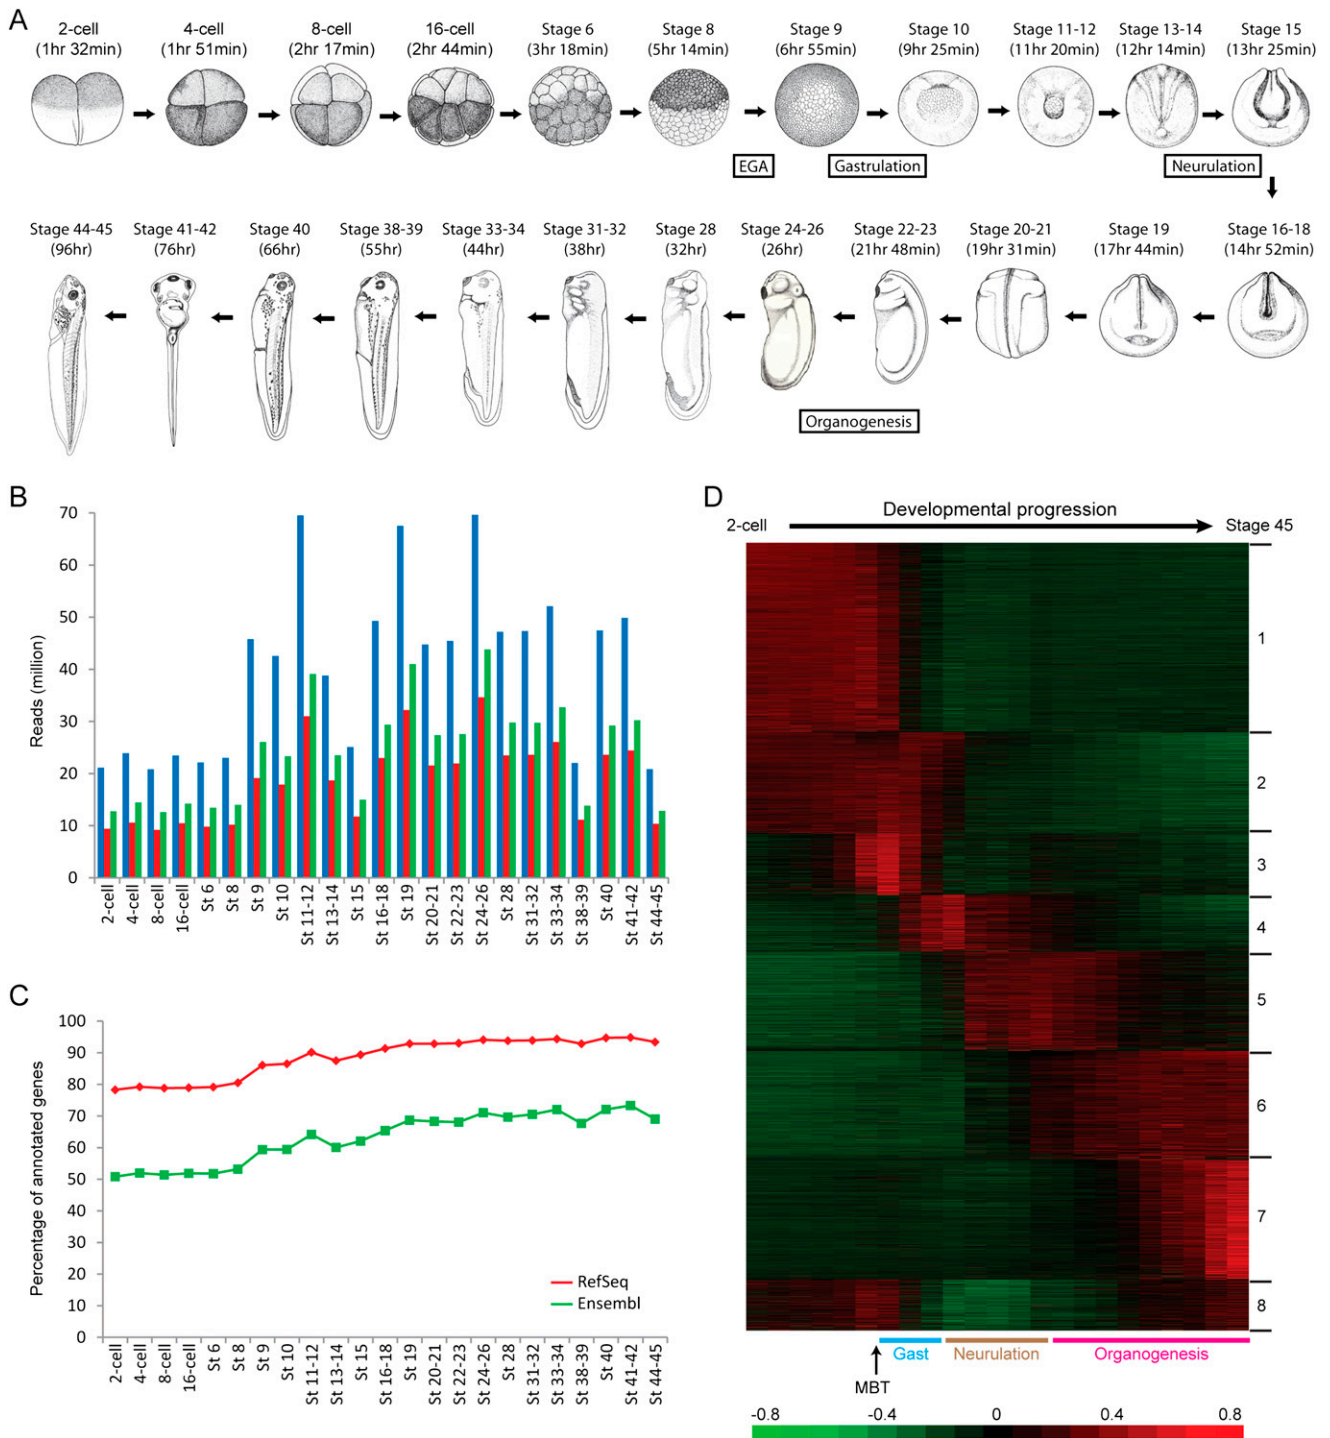 A
2-cell
(1hr 32min)
4-cell
(1hr 51min)
8-cell
(2hr 17min)
16-cell
(2hr 44min)
Stage 6
(3hr 18min)
Stage 8
(5hr 14min)
Stage 9
(6hr 55min)
Stage 10
(9hr 25min)
Stage 11-12
(11hr 20min)
Stage 13-14
(12hr 14min)
Stage 15
(13hr 25min)
EGA
Gastrulation
Neurulation
Stage 44-45
(96hr)
Stage 41-42
(76hr)
Stage 40
(66hr)
Stage 38-39
(55hr)
Stage 33-34
(44hr)
Stage 31-32
(38hr)
Stage 28
(32hr)
Stage 24-26
(26hr)
Stage 22-23
(21hr 48min)
Stage 20-21
(19hr 31min)
Stage 19
(17hr 44min)
Stage 16-18
(14hr 52min)
Organogenesis
B
Reads (million)
70
60
50
40
30
20
10
0
2-cell
4-cell
8-cell
16-cell
St 6
St 8
St 9
St 10
St 11-12
St 13-14
St 15
St 16-18
St 19
St 20-21
St 22-23
St 24-26
St 28
St 31-32
St 33-34
St 38-39
St 40
St 41-42
St 44-45
C
Percentage of annotated genes
100
90
80
70
60
50
40
30
20
10
0
RefSeq
Ensembl
2-cell
4-cell
8-cell
16-cell
St 6
St 8
St 9
St 10
St 11-12
St 13-14
St 15
St 16-18
St 19
St 20-21
St 22-23
St 24-26
St 28
St 31-32
St 33-34
St 38-39
St 40
St 41-42
St 44-45
D
Developmental progression
2-cell
Stage 45
1
2
3
4
5
6
7
8
Gast
Neurulation
Organogenesis
MBT
-0.8
-0.4
0
0.4
0.8